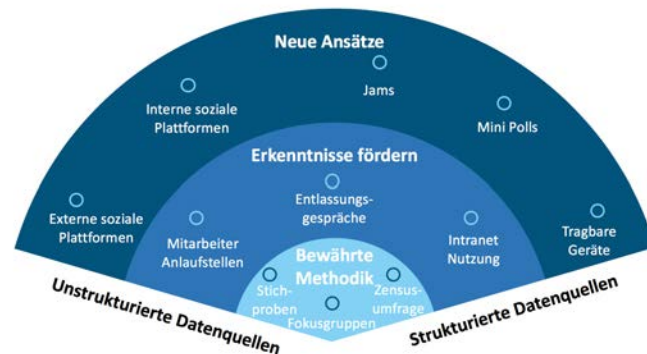 Neue Ansätze
Jams
Interne soziale
Plattformen
Mini Polls
Erkenntnisse fördern
Entlassungs-
gespräche
Externe soziale
Plattformen
Mitarbeiter
Anlaufstellen
Intranet
Nutzung
Tragbare
Geräte
Bewährte
Methodik
Stich-
proben
Zensus-
umfrage
Fokusgruppen
Unstrukturierte Datenquellen
Strukturierte Datenquellen